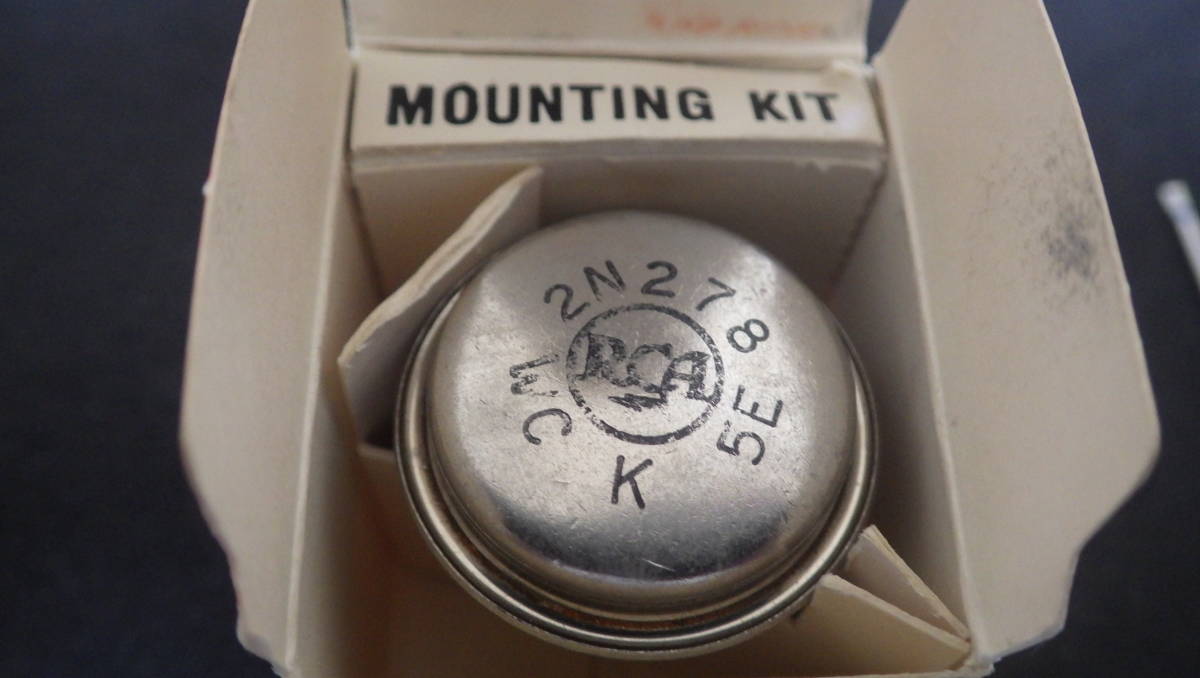 MOUNTING KIT
2N278
RCA
5E
K
WC